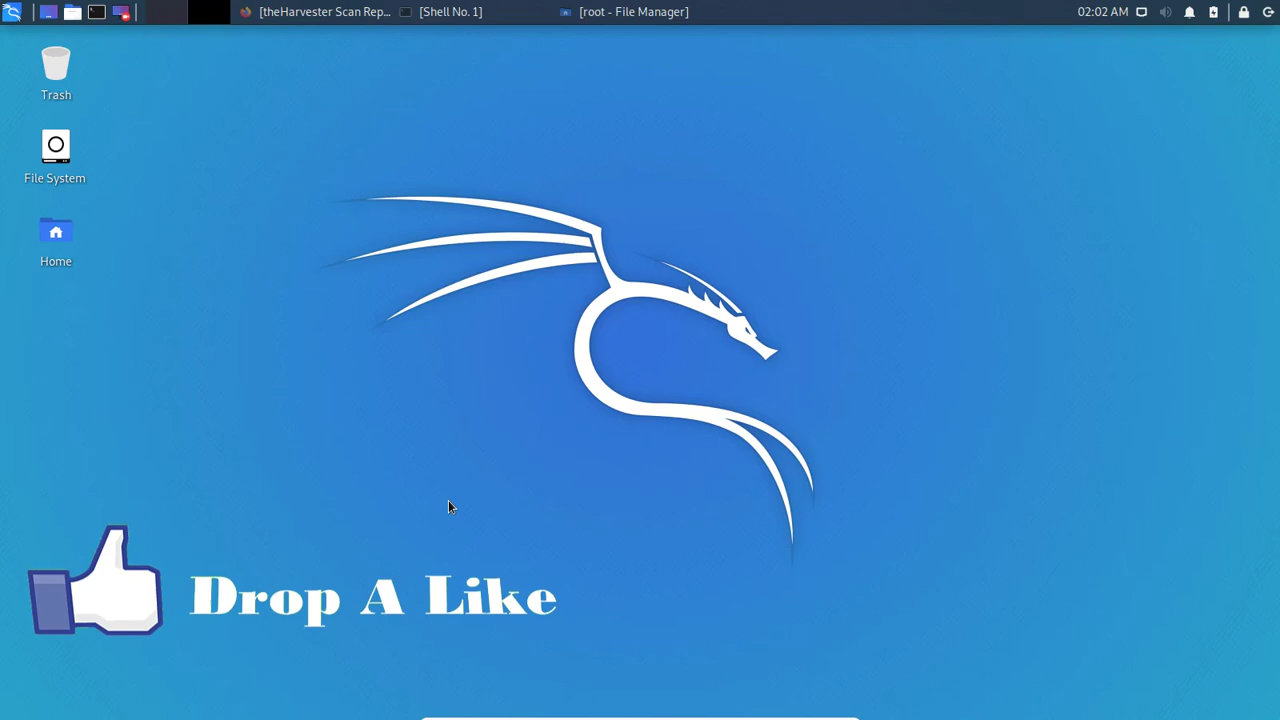 [theHarvester Scan Rep... [Shell No. 1] [root - File Manager] 02:02 AM
Trash
File System
Home
Drop A Like